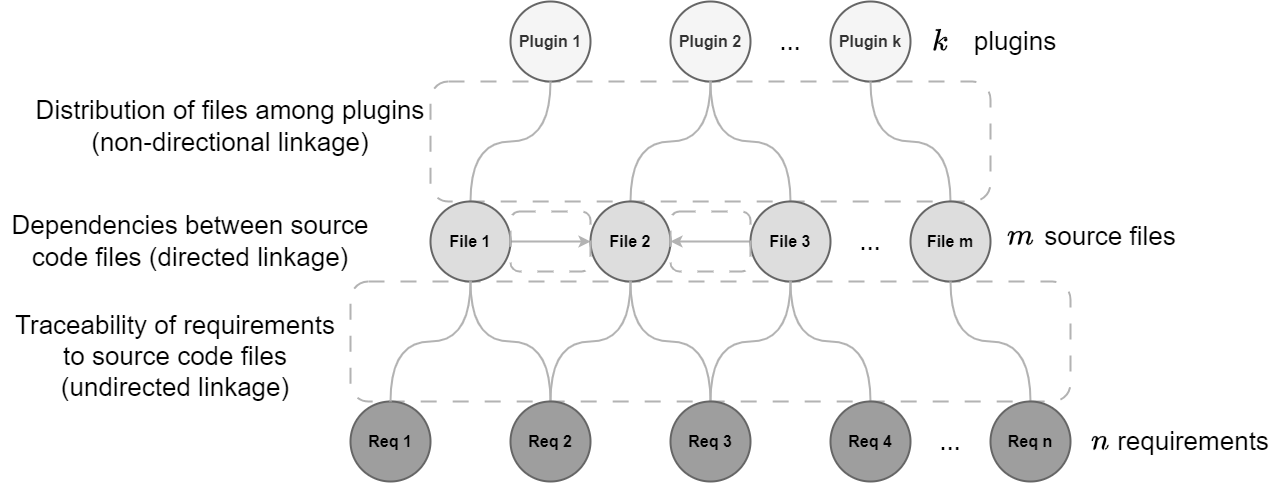 Plugin 1 Plugin 2 ... Plugin k k plugins
Distribution of files among plugins
(non-directional linkage)
Dependencies between source
code files (directed linkage)
File 1 File 2 File 3 ... File m m source files
Traceability of requirements
to source code files
(undirected linkage)
Req 1 Req 2 Req 3 Req 4 ... Req n n requirements